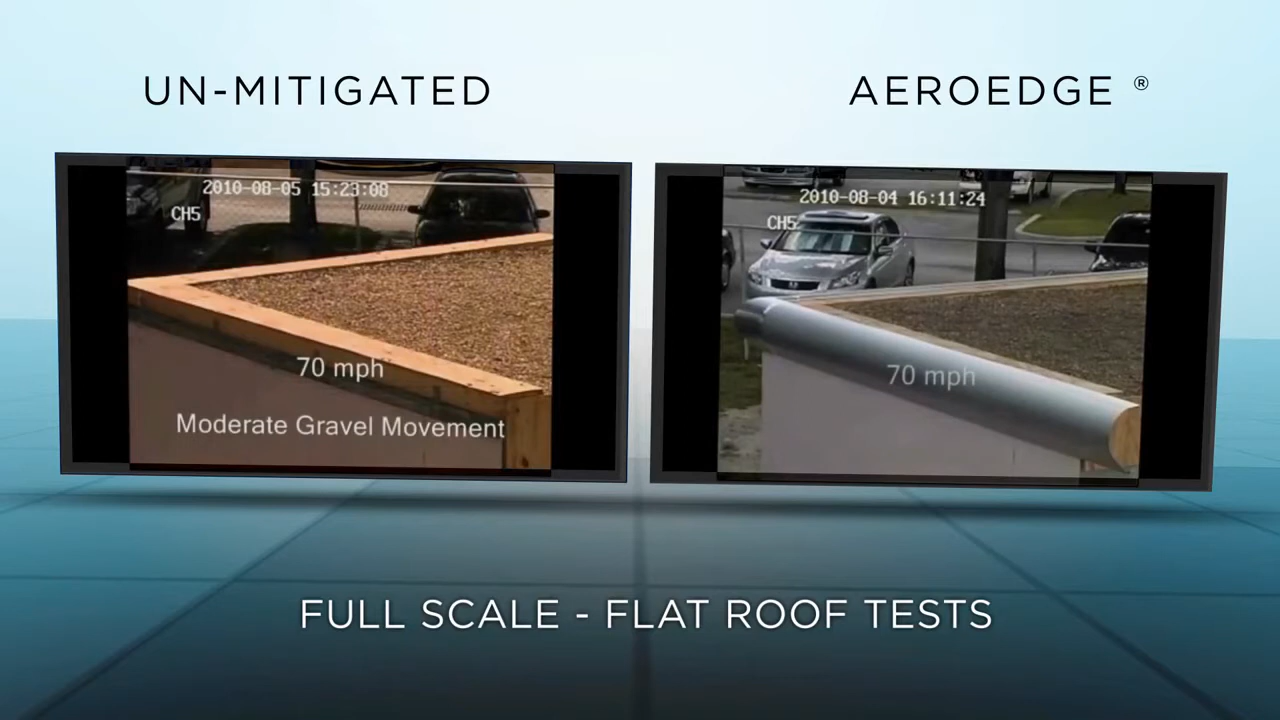 UN-MITIGATED
AEROEDGE ®
2010-08-05 15:23:08
CH5
70 mph
Moderate Gravel Movement
2010-08-04 16:11:24
CH5
70 mph
FULL SCALE - FLAT ROOF TESTS